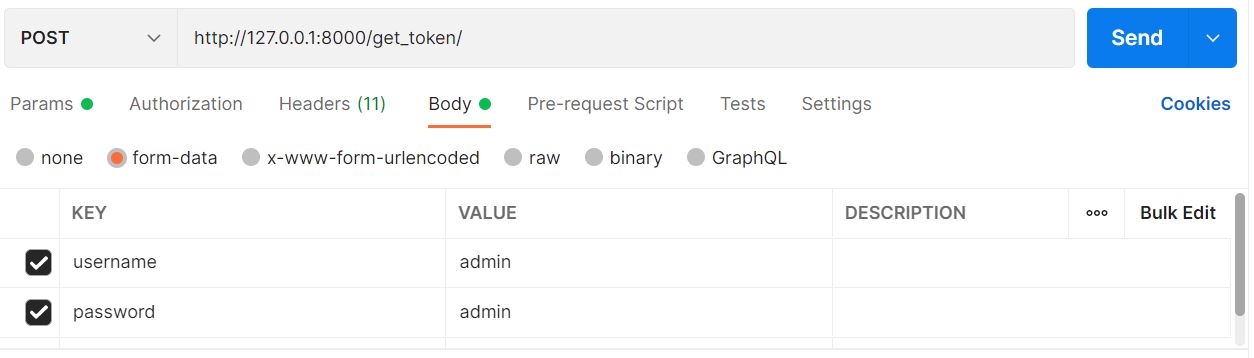 POST http://127.0.0.1:8000/get_token/ Send
Params Authorization Headers (11) Body Pre-request Script Tests Settings Cookies
none form-data x-www-form-urlencoded raw binary GraphQL
KEY VALUE DESCRIPTION ooo Bulk Edit
username admin
password admin